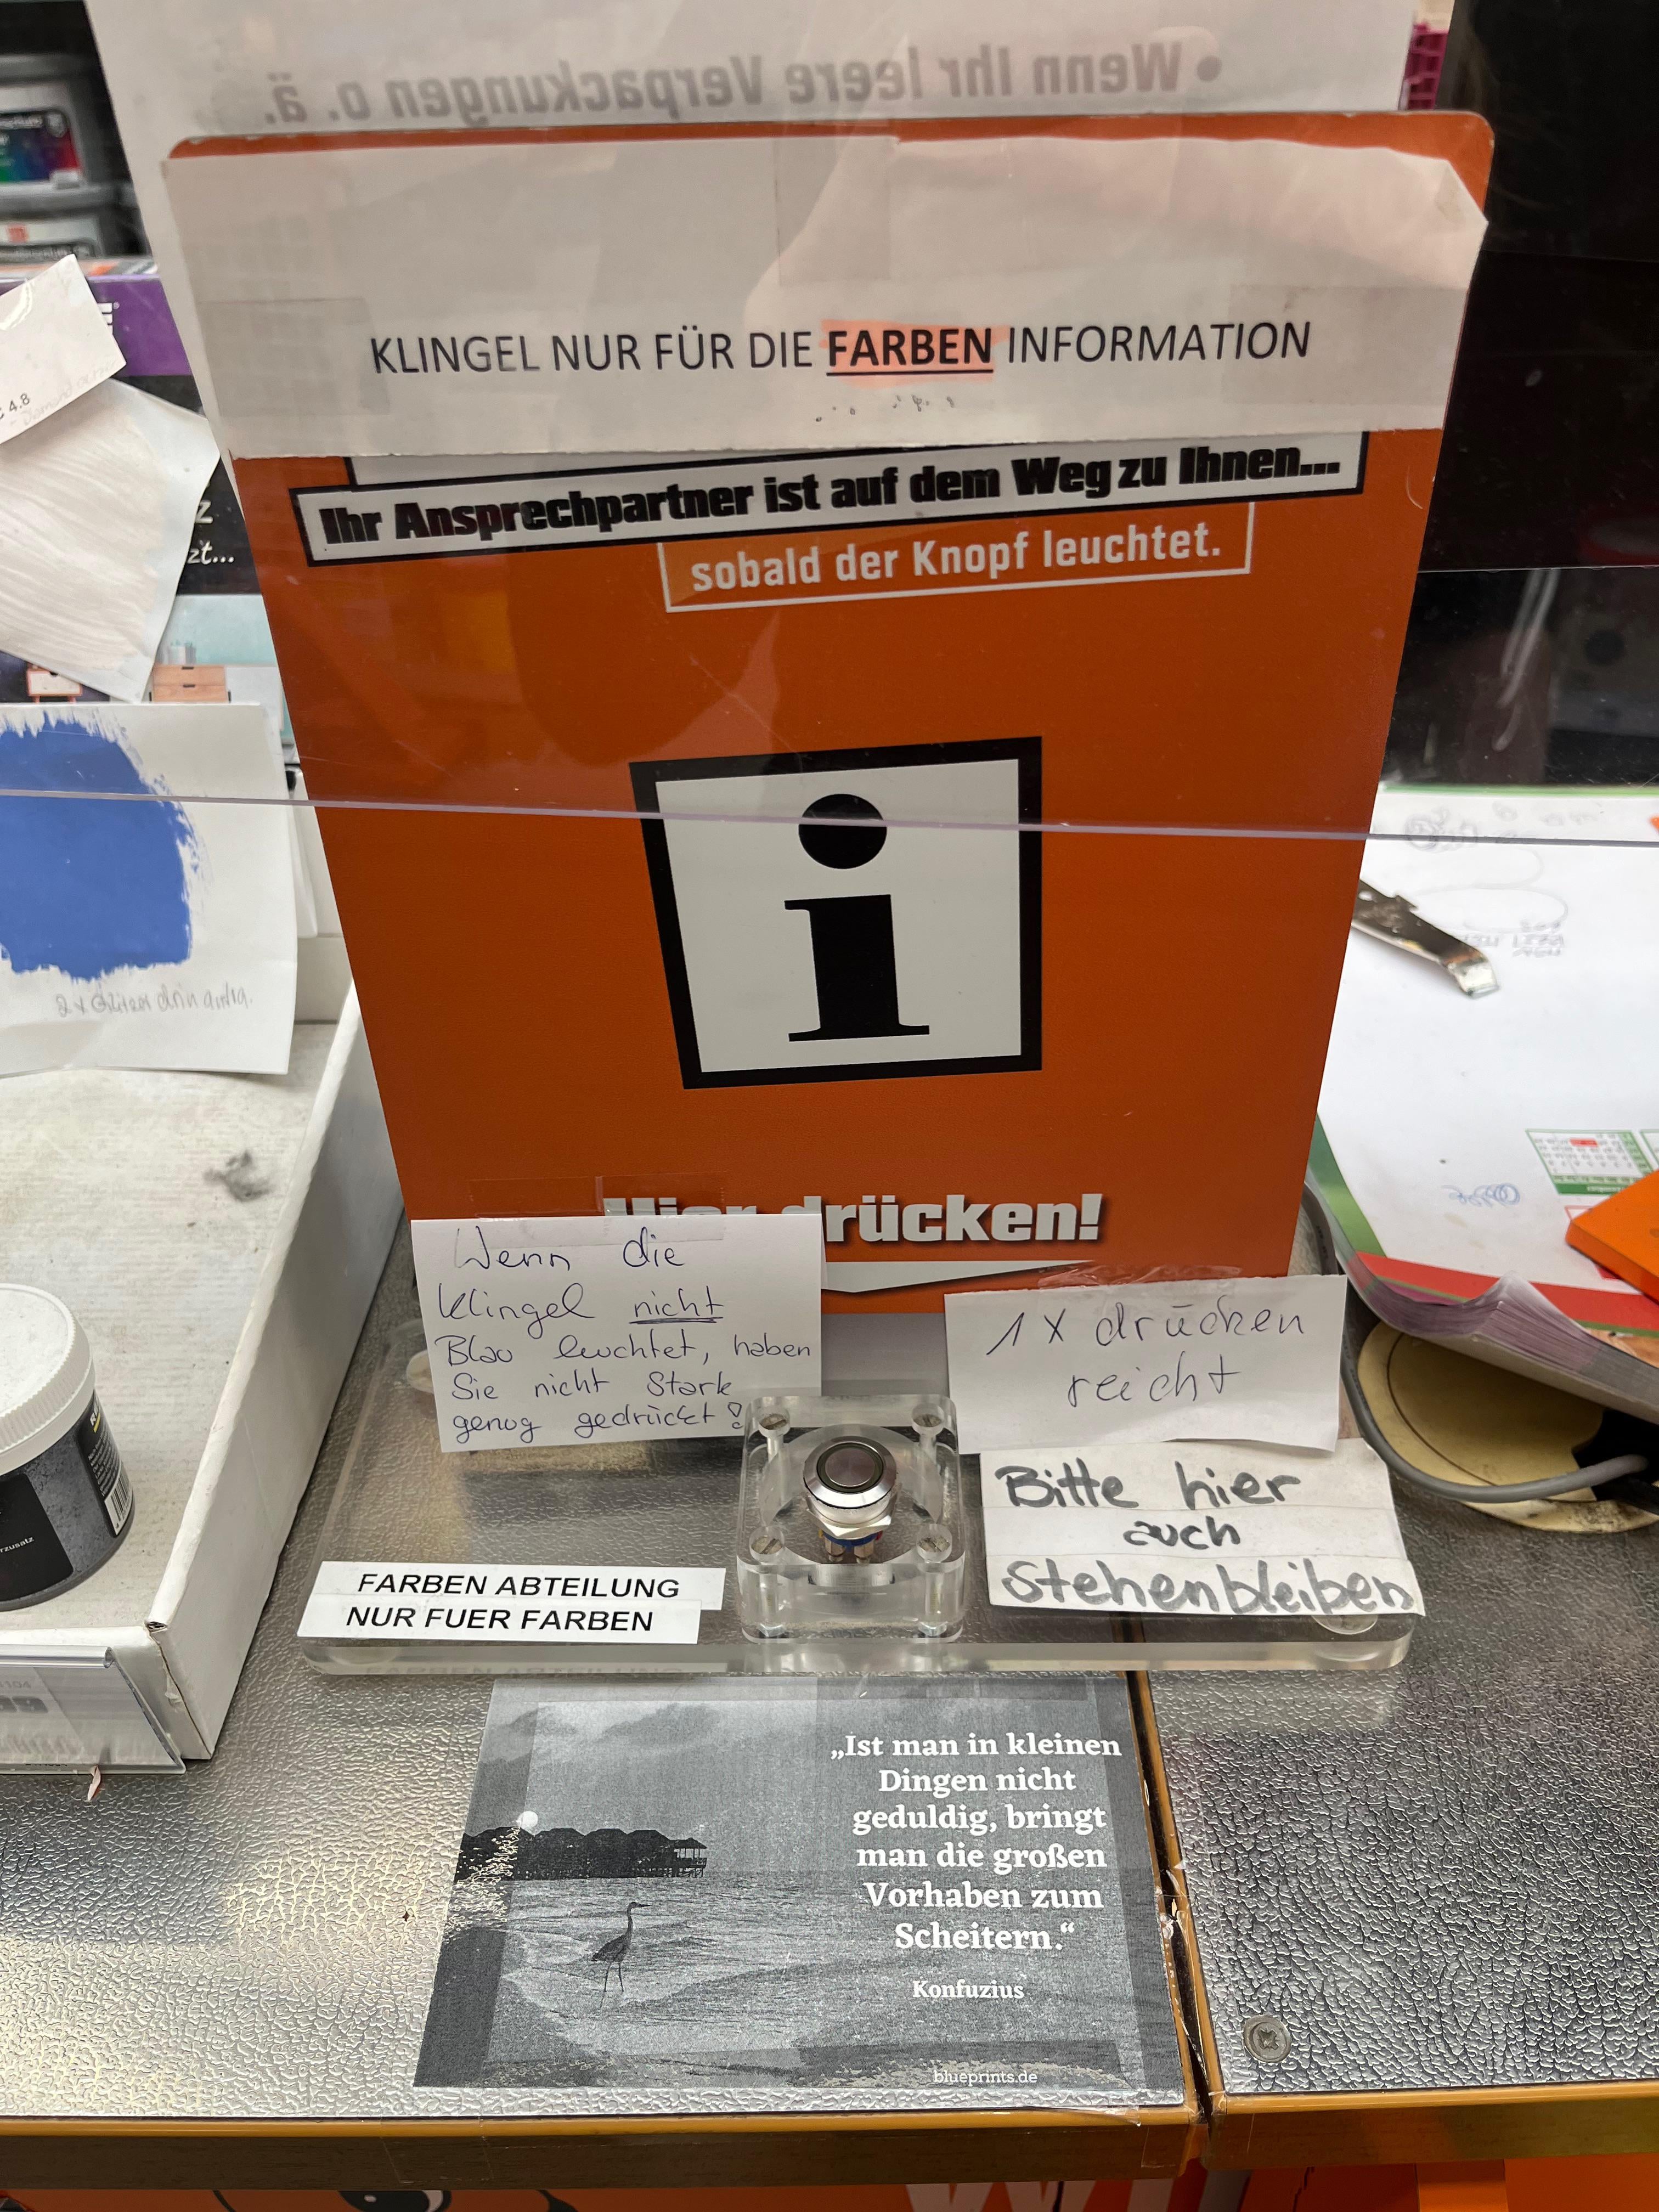 • Wenn Ihr leere Verpackungen o. ä.
KLINGEL NUR FÜR DIE FARBEN INFORMATION
Ihr Ansprechpartner ist auf dem Weg zu Ihnen...
sobald der Knopf leuchtet.
zt...
i
Hier drücken!
Wenn die
Klingel nicht
Blau leuchtet, haben
Sie nicht Stark
genug gedrückt!
1x drücken
reicht
Bitte hier
auch
Stehenbleiben
FARBEN ABTEILUNG
NUR FUER FARBEN
„Ist man in kleinen
Dingen nicht
geduldig, bringt
man die großen
Vorhaben zum
Scheitern.“
Konfuzius
blueprints.de